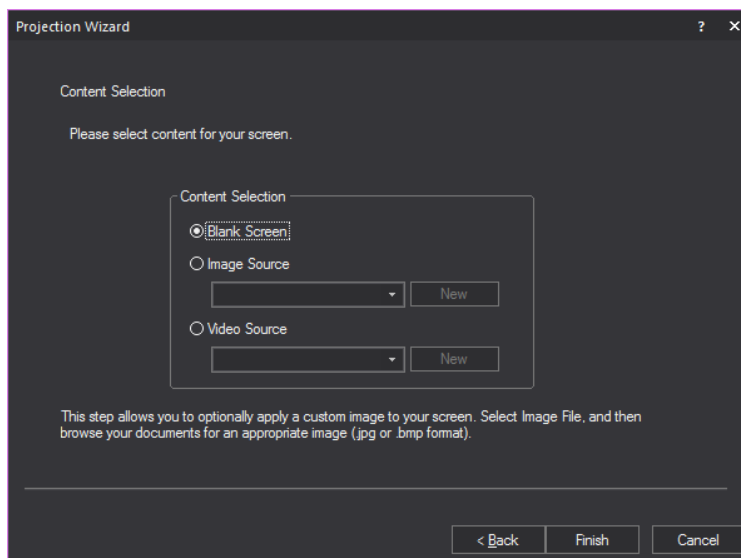 Projection Wizard
?
Content Selection
Please select content for your screen.
Content Selection
Blank Screen
Image Source
New
Video Source
New
This step allows you to optionally apply a custom image to your screen. Select Image File, and then
browse your documents for an appropriate image (.jpg or .bmp format).
< Back
Finish
Cancel